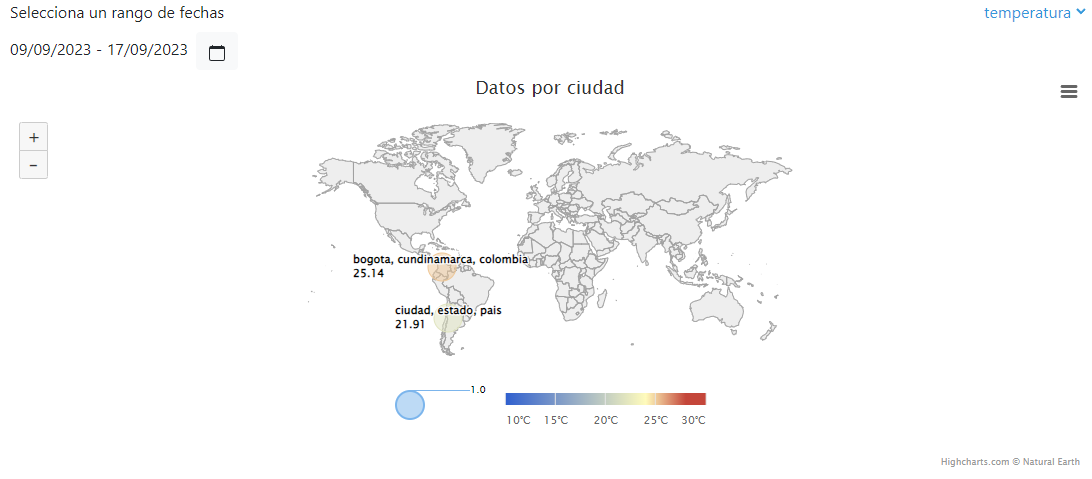 Selecciona un rango de fechas
temperatura
09/09/2023 - 17/09/2023
Datos por ciudad
+
-
bogota, cundinamarca, colombia
25.14
ciudad, estado, pais
21.91
1.0
10°C 15°C 20°C 25°C 30°C
Highcharts.com © Natural Earth